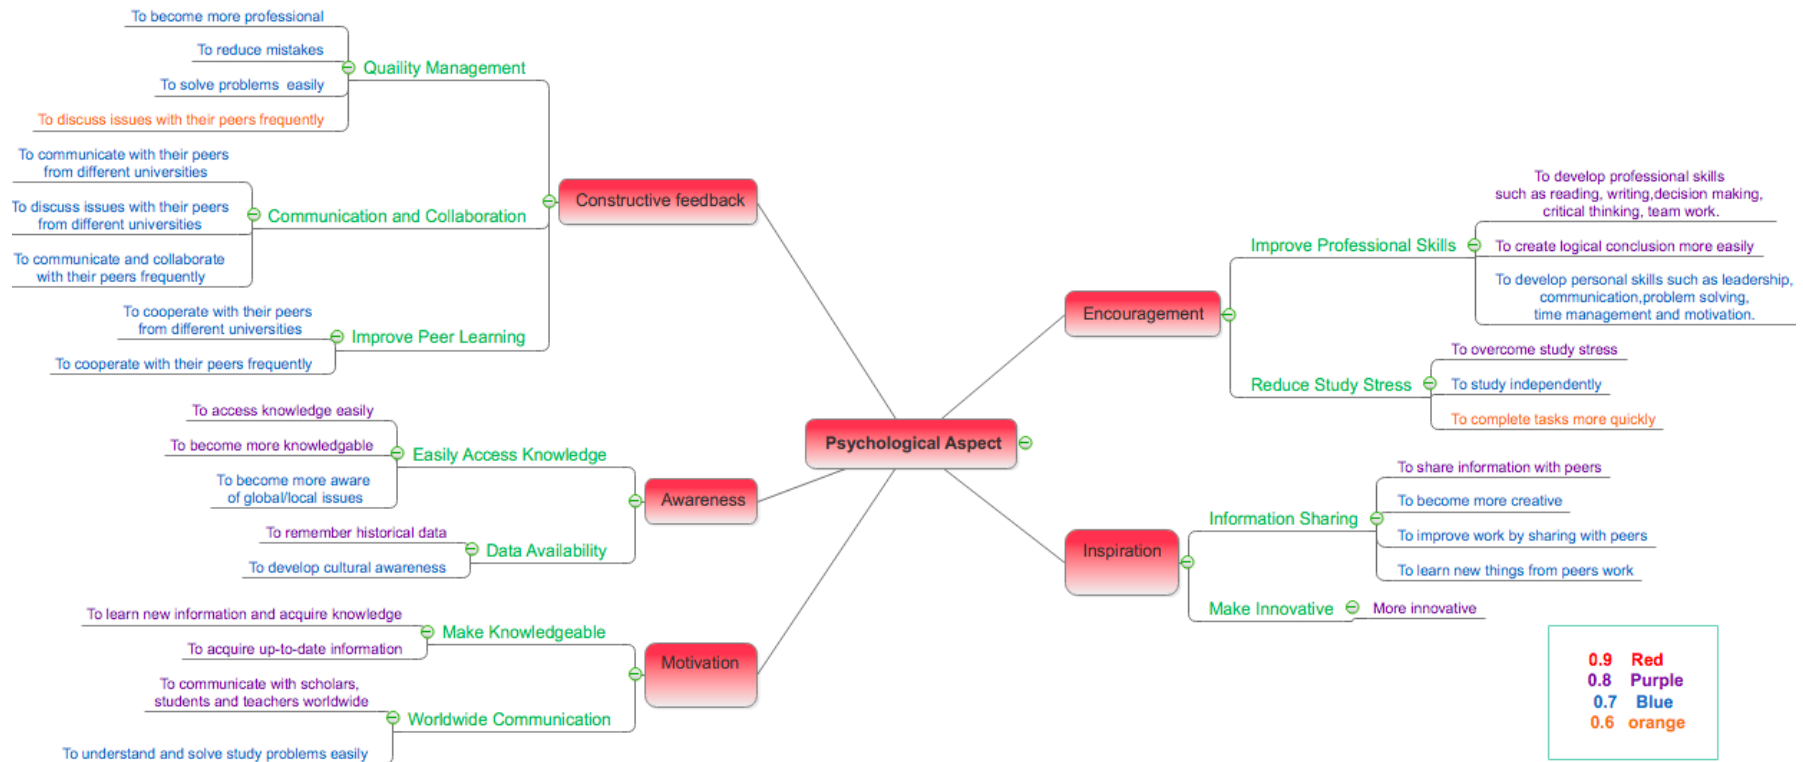 To become more professional
To reduce mistakes
Quaility Management
To solve problems  easily
To discuss issues with their peers frequently
To communicate with their peers
from different universities
To discuss issues with their peers
from different universities
Communication and Collaboration
To communicate and collaborate
with their peers frequently
To cooperate with their peers
from different universities
Improve Peer Learning
To cooperate with their peers frequently
Constructive feedback
To access knowledge easily
To become more knowledgable
Easily Access Knowledge
To become more aware
of global/local issues
Awareness
To remember historical data
Data Availability
To develop cultural awareness
To learn new information and acquire knowledge
Make Knowledgeable
To acquire up-to-date information
Motivation
To communicate with scholars,
students and teachers worldwide
Worldwide Communication
To understand and solve study problems easily
Psychological Aspect
To develop professional skills
such as reading, writing,decision making,
critical thinking, team work.
Improve Professional Skills
To create logical conclusion more easily
To develop personal skills such as leadership,
communication,problem solving,
time management and motivation.
Encouragement
To overcome study stress
Reduce Study Stress
To study independently
To complete tasks more quickly
To share information with peers
To become more creative
Information Sharing
To improve work by sharing with peers
To learn new things from peers work
Inspiration
Make Innovative
More innovative
0.9 Red
0.8 Purple
0.7 Blue
0.6 orange